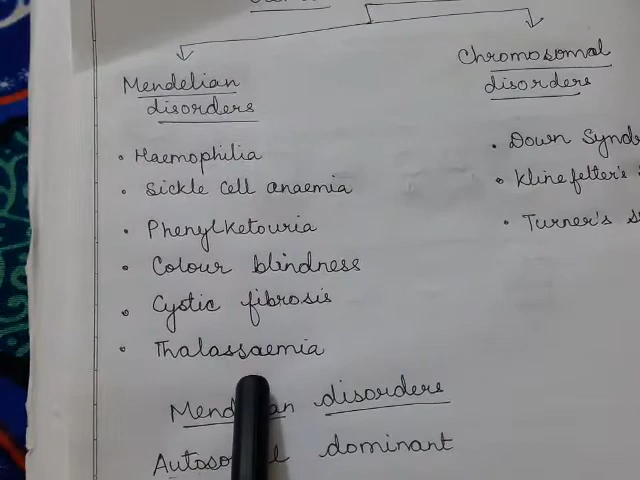 Mendelian
disorders
• Haemophilia
• Sickle cell anaemia
• Phenylketouria
• Colour blindness
• Cystic fibrosis
• Thalassaemia
Chromosomal
disorders
• Down
• Klinefelter's
• Turner's
disorders
dominant